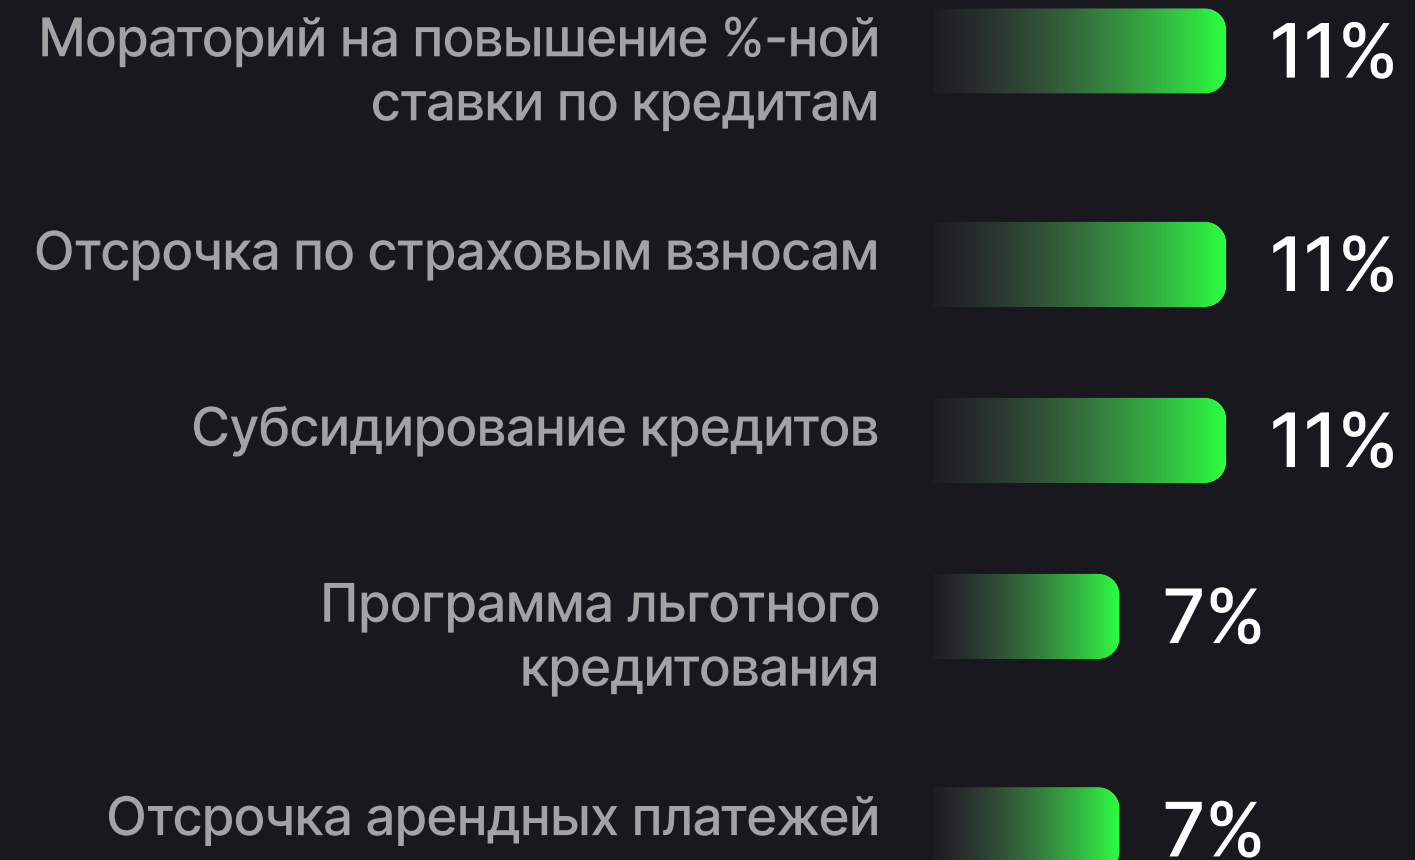 Мораторий на повышение %-ной 11%
ставки по кредитам
Отсрочка по страховым взносам 11%
Субсидирование кредитов 11%
Программа льготного 7%
кредитования
Отсрочка арендных платежей 7%